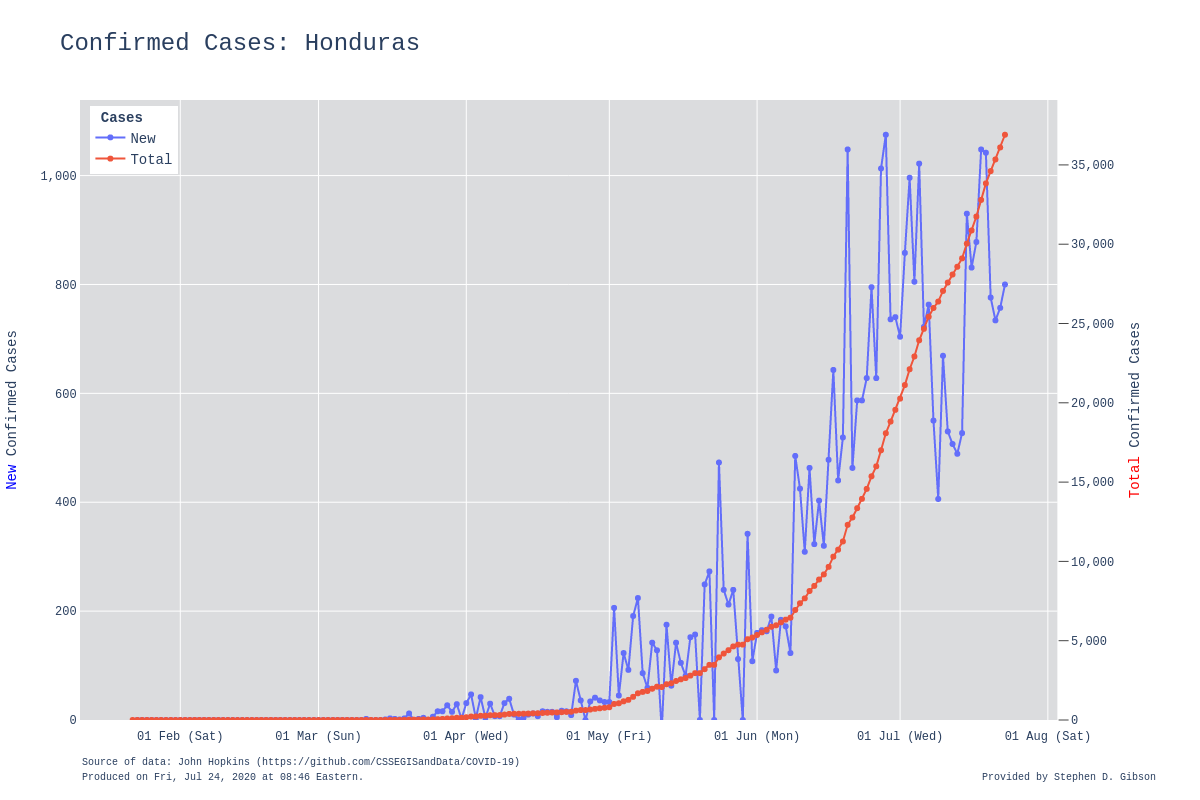 Confirmed Cases: Honduras
Cases
New
Total
1,000
800
600
400
200
0
35,000
30,000
25,000
20,000
15,000
10,000
5,000
0
New Confirmed Cases
Total Confirmed Cases
01 Feb (Sat)
01 Mar (Sun)
01 Apr (Wed)
01 May (Fri)
01 Jun (Mon)
01 Jul (Wed)
01 Aug (Sat)
Source of data: John Hopkins (https://github.com/CSSEGISandData/COVID-19)
Produced on Fri, Jul 24, 2020 at 08:46 Eastern.
Provided by Stephen D. Gibson